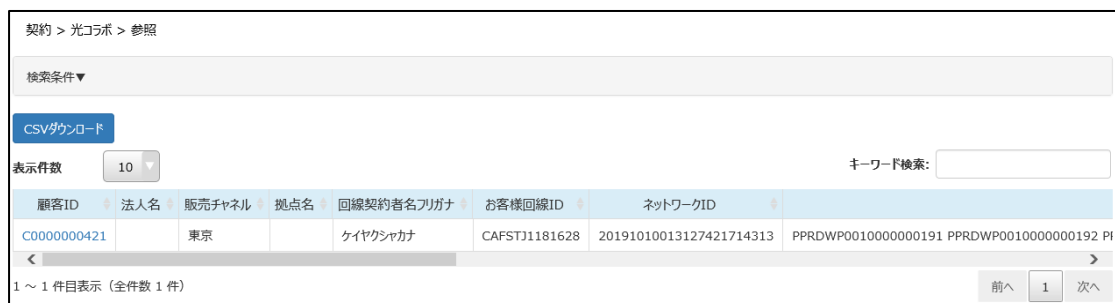 契約 > 光コラボ > 参照
検索条件▼
CSVダウンロード
表示件数 10 キーワード検索:
顧客ID 法人名 販売チャネル 拠点名 回線契約者名フリガナ お客様回線ID ネットワークID
C0000000421 東京 ケイヤクシャカナ CAFSTJ1181628 20191010013127421714313 PPRDWP0010000000191 PPRDWP0010000000192
1 ～ 1 件目表示 (全件数 1 件) 前へ 1 次へ